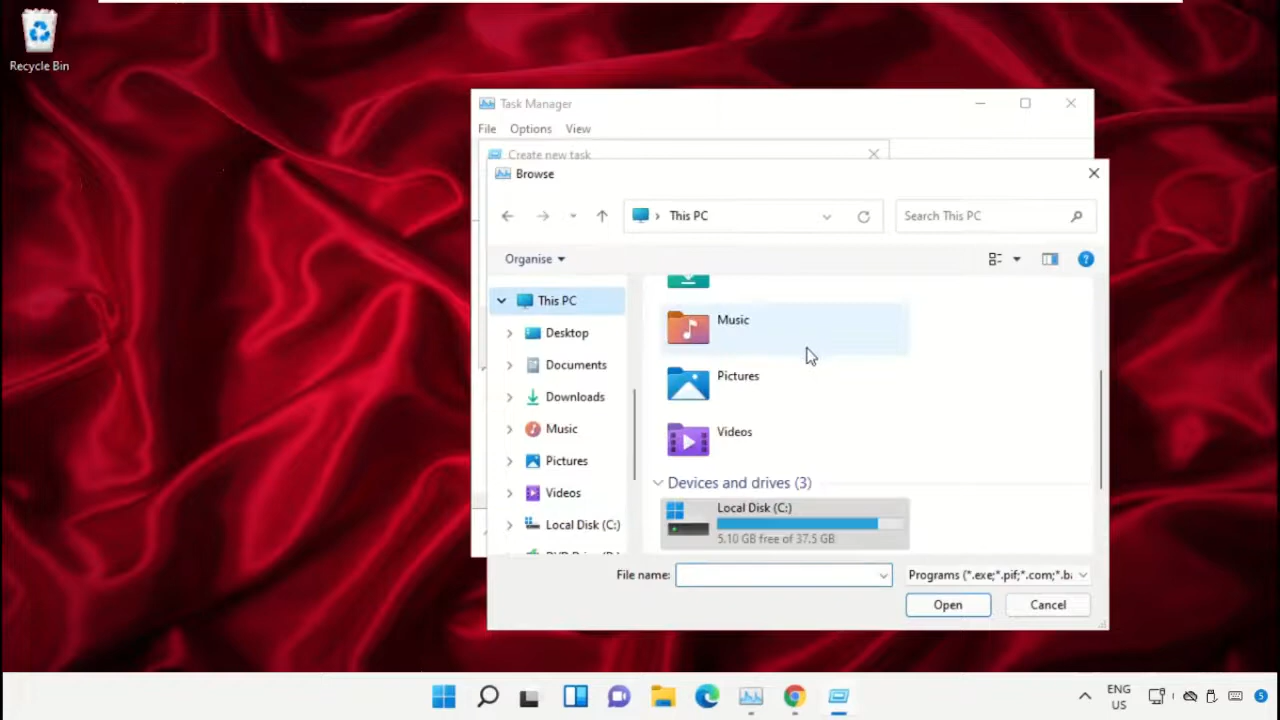 Recycle Bin
Task Manager
File Options View
Create new task
Browse
This PC
Search This PC
Organise
This PC
Desktop
Documents
Downloads
Music
Pictures
Videos
Local Disk (C:)
Music
Pictures
Videos
Devices and drives (3)
Local Disk (C:)
5.10 GB free of 37.5 GB
File name:
Programs (*.exe;*.pif;*.com;*.ba
Open
Cancel
ENG
US
5